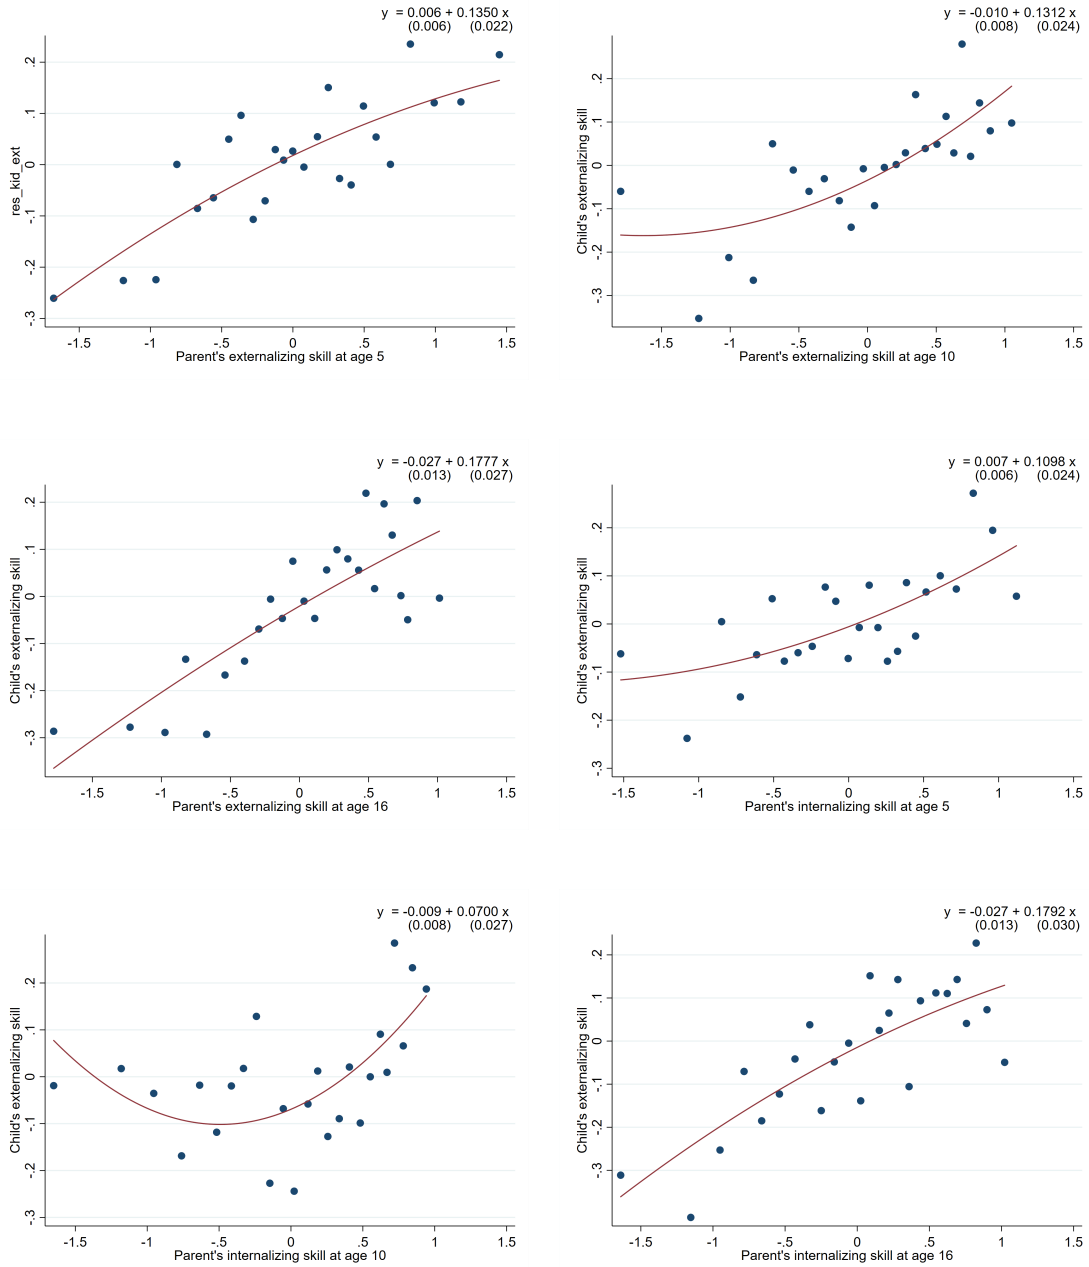 y = 0.006 + 0.1350 x
(0.006) (0.022)
res_kid_ext
.2
.1
0
-.1
-.2
-.3
-1.5 -1 -.5 0 .5 1 1.5
Parent's externalizing skill at age 5
y = -0.010 + 0.1312 x
(0.008) (0.024)
Child's externalizing skill
.2
.1
0
-.1
-.2
-.3
-1.5 -1 -.5 0 .5 1 1.5
Parent's externalizing skill at age 10
y = -0.027 + 0.1777 x
(0.013) (0.027)
Child's externalizing skill
.2
.1
0
-.1
-.2
-.3
-1.5 -1 -.5 0 .5 1 1.5
Parent's externalizing skill at age 16
y = 0.007 + 0.1098 x
(0.006) (0.024)
Child's externalizing skill
.2
.1
0
-.1
-.2
-.3
-1.5 -1 -.5 0 .5 1 1.5
Parent's internalizing skill at age 5
y = -0.009 + 0.0700 x
(0.008) (0.027)
Child's externalizing skill
.2
.1
0
-.1
-.2
-.3
-1.5 -1 -.5 0 .5 1 1.5
Parent's internalizing skill at age 10
y = -0.027 + 0.1792 x
(0.013) (0.030)
Child's externalizing skill
.2
.1
0
-.1
-.2
-.3
-1.5 -1 -.5 0 .5 1 1.5
Parent's internalizing skill at age 16